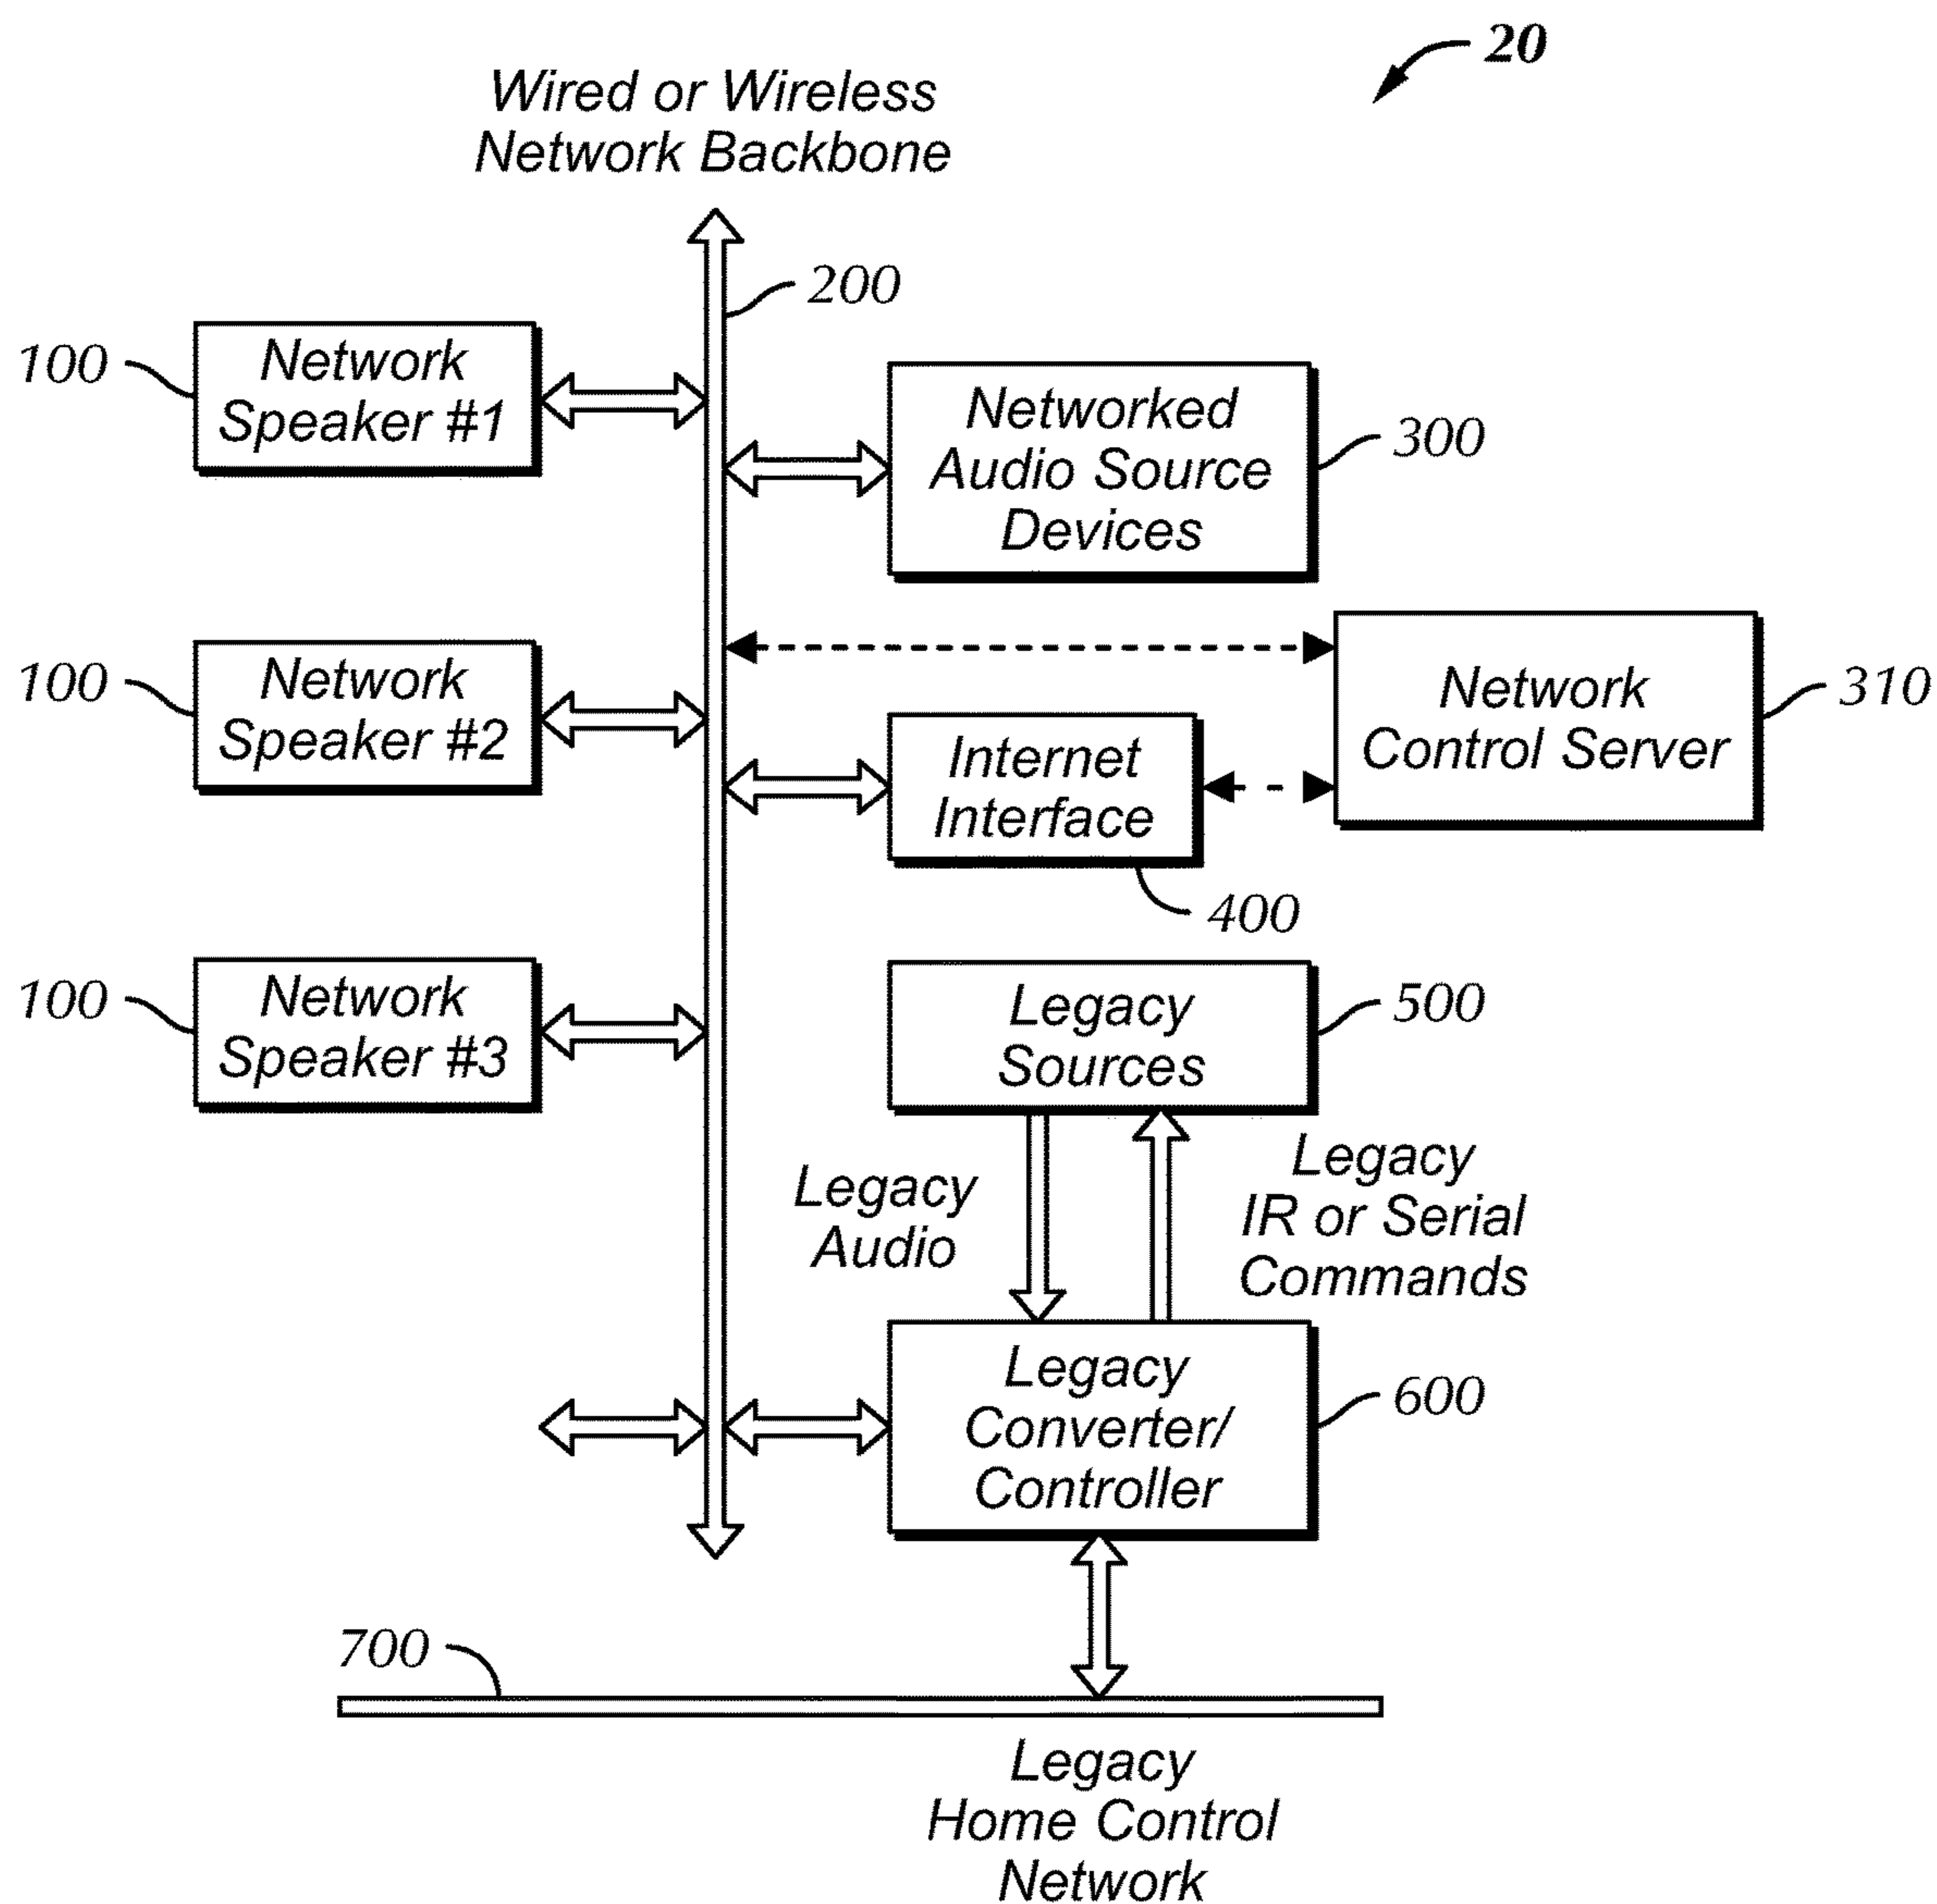 20
Wired or Wireless
Network Backbone
200
100
Network
Speaker #1
Networked
Audio Source
Devices
300
100
Network
Speaker #2
Network
Control Server
310
Internet
Interface
400
100
Network
Speaker #3
Legacy
Sources
500
Legacy
Audio
Legacy
IR or Serial
Commands
Legacy
Converter/
Controller
600
700
Legacy
Home Control
Network